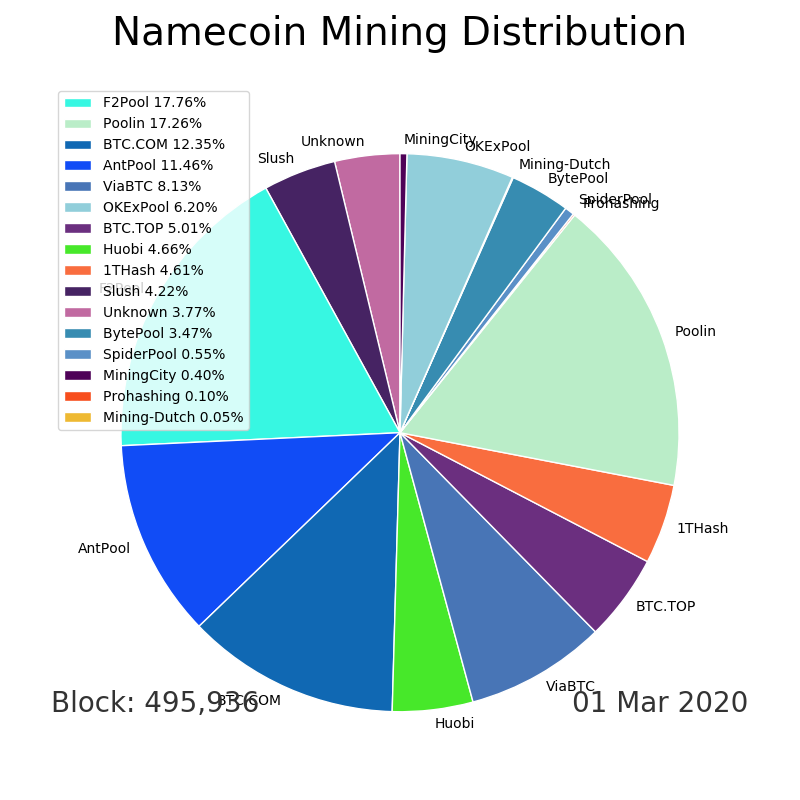 Namecoin Mining Distribution
F2Pool 17.76%
Poolin 17.26%
BTC.COM 12.35%
AntPool 11.46%
ViaBTC 8.13%
OKExPool 6.20%
BTC.TOP 5.01%
Huobi 4.66%
1THash 4.61%
Slush 4.22%
Unknown 3.77%
BytePool 3.47%
SpiderPool 0.55%
MiningCity 0.40%
Prohashing 0.10%
Mining-Dutch 0.05%
MiningCity
OKExPool
Mining-Dutch
BytePool
SpiderPool
Prohashing
Poolin
1THash
BTC.TOP
ViaBTC
Huobi
BTC.COM
AntPool
F2Pool
Slush
Unknown
Block: 495,936
01 Mar 2020